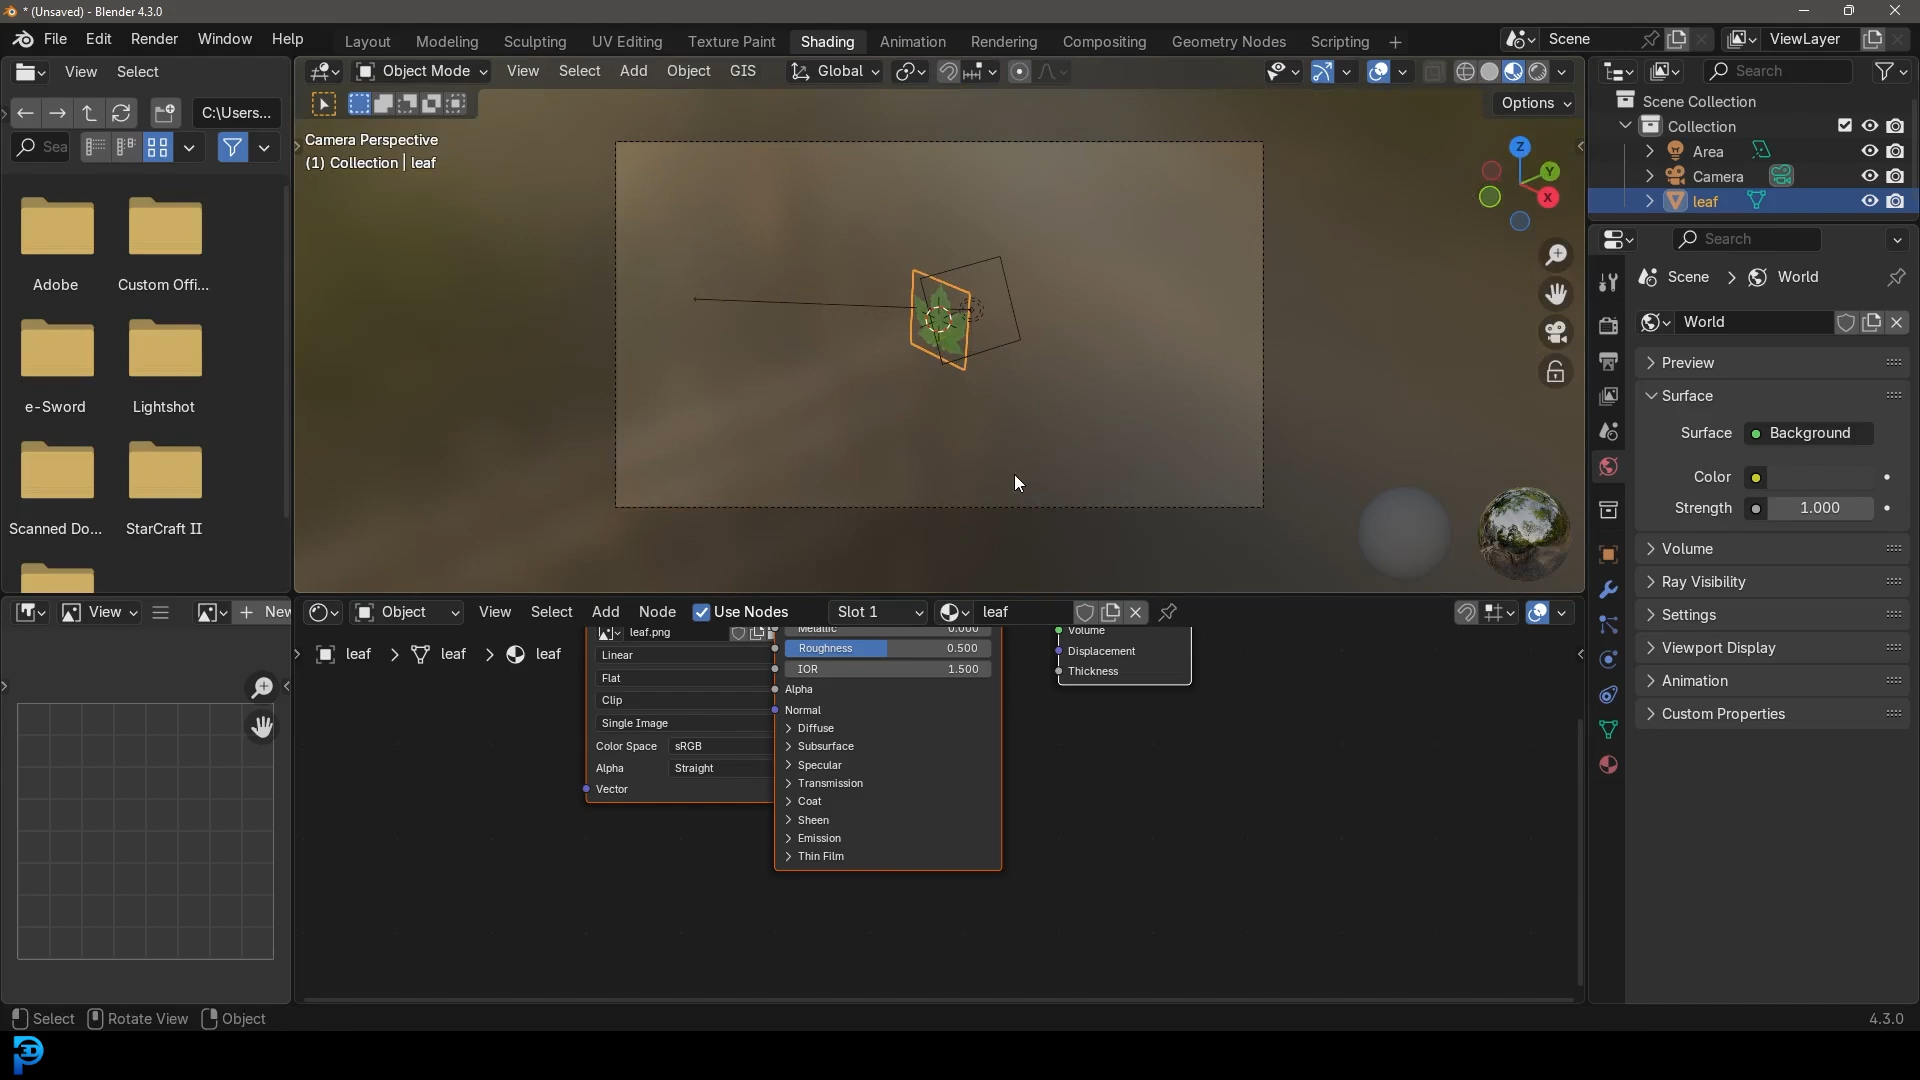 * (Unsaved) - Blender 4.3.0
File Edit Render Window Help Layout Modeling Sculpting UV Editing Texture Paint Shading Animation Rendering Compositing Geometry Nodes Scripting + Scene ViewLayer
View Select Object Mode View Select Add Object GIS Global Search
C:\Users... Options
Scene Collection
Collection
Area
Camera
leaf
Sea
Camera Perspective
(1) Collection | leaf
Z
Y
X
Adobe
Custom Offi...
e-Sword
Lightshot
Scanned Do...
StarCraft II
Search
Scene > World
World
Preview
Surface
Surface Background
Color
Strength 1.000
Volume
Ray Visibility
Settings
Viewport Display
Animation
Custom Properties
View New Object View Select Add Node Use Nodes Slot 1 leaf
leaf > leaf > leaf
leaf.png
Linear
Flat
Clip
Single Image
Color Space sRGB
Alpha Straight
Vector
Metallic 0.000
Roughness 0.500
IOR 1.500
Alpha
Normal
Diffuse
Subsurface
Specular
Transmission
Coat
Sheen
Emission
Thin Film
Volume
Displacement
Thickness
Select Rotate View Object 4.3.0
3D